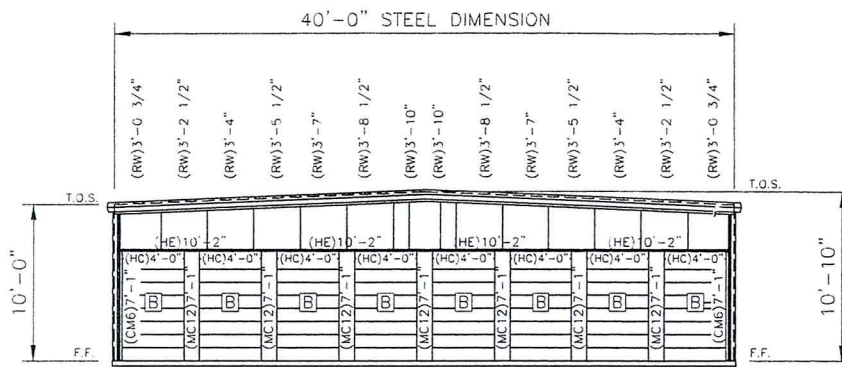 40'-0" STEEL DIMENSION
(RW)3'-0 3/4"
(RW)3'-2 1/2"
(RW)3'-4"
(RW)3'-5 1/2"
(RW)3'-7"
(RW)3'-8 1/2"
(RW)3'-10"
(RW)3'-10"
(RW)3'-8 1/2"
(RW)3'-7"
(RW)3'-5 1/2"
(RW)3'-4"
(RW)3'-2 1/2"
(RW)3'-0 3/4"
T.O.S.
T.O.S.
10'-0"
10'-10"
(HE)10'-2"
(HE)10'-2"
(HE)10'-2"
(HE)10'-2"
(HC)4'-0"
(HC)4'-0"
(HC)4'-0"
(HC)4'-0"
(HC)4'-0"
(HC)4'-0"
(HC)4'-0"
(HC)4'-0"
(CM6)7'-1"
B
(MC12)7'-1"
B
(MC12)7'-1"
B
(MC12)7'-1"
B
(MC12)7'-1"
B
(MC12)7'-1"
B
(MC12)7'-1"
B
(MC12)7'-1"
B
(CM6)7'-1"
F.F.
F.F.